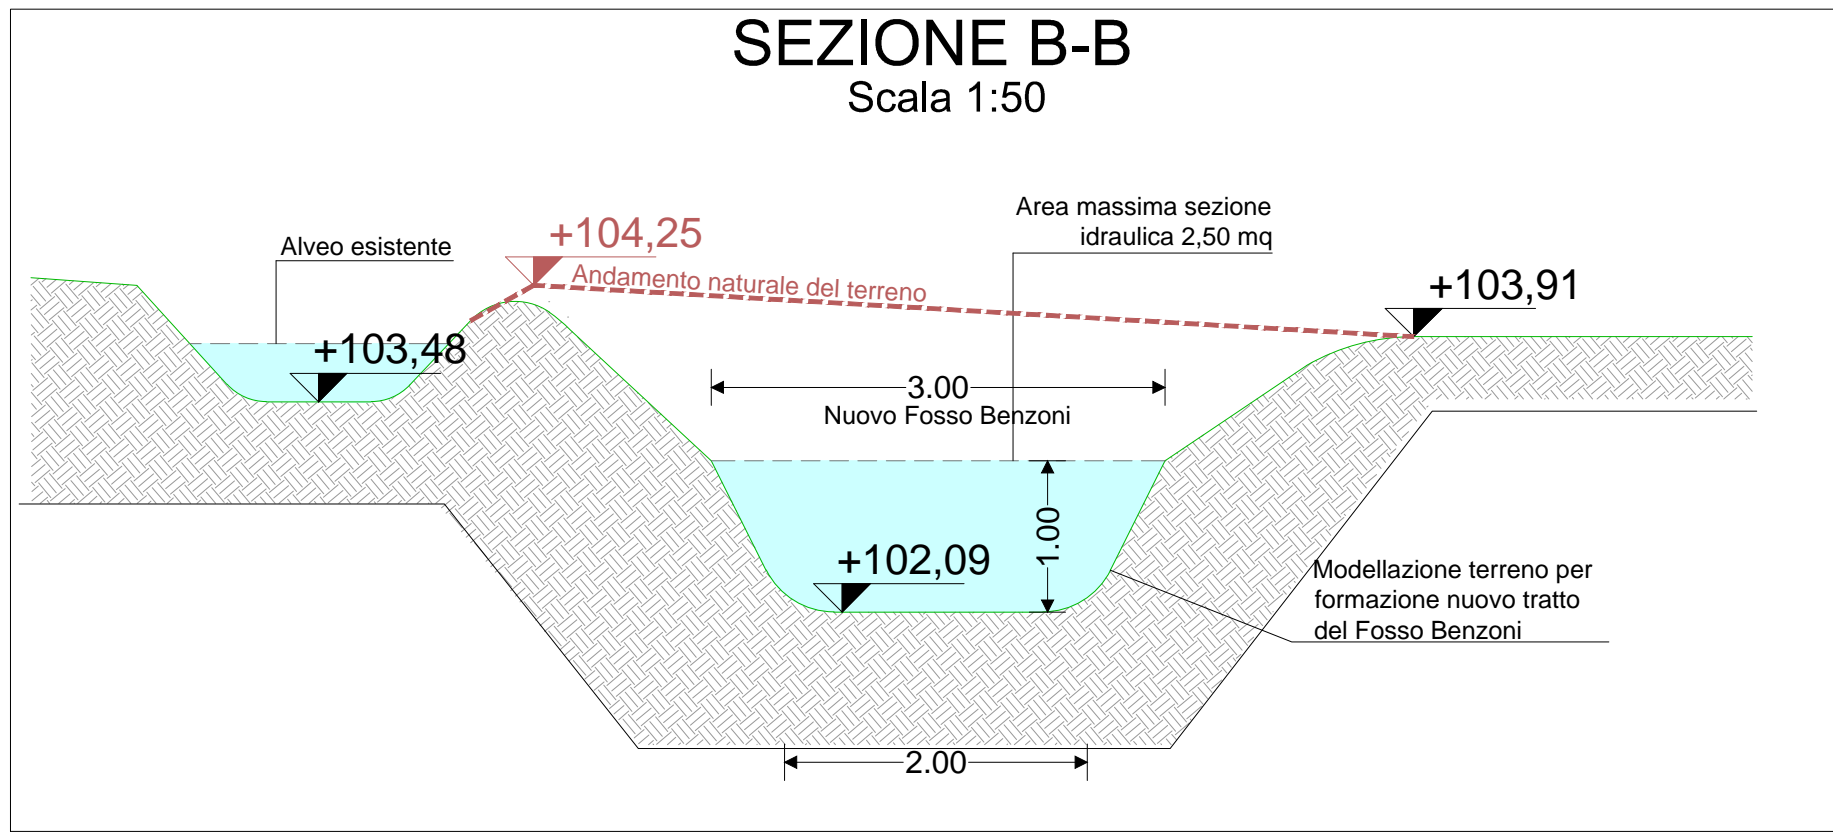 SEZIONE B-B
Scala 1:50
Area massima sezione
idraulica 2,50 mq
Alveo esistente
+104,25
Andamento naturale del terreno
+103,91
+103,48
3.00
Nuovo Fosso Benzoni
1.00
+102,09
Modellazione terreno per
formazione nuovo tratto
del Fosso Benzoni
2.00